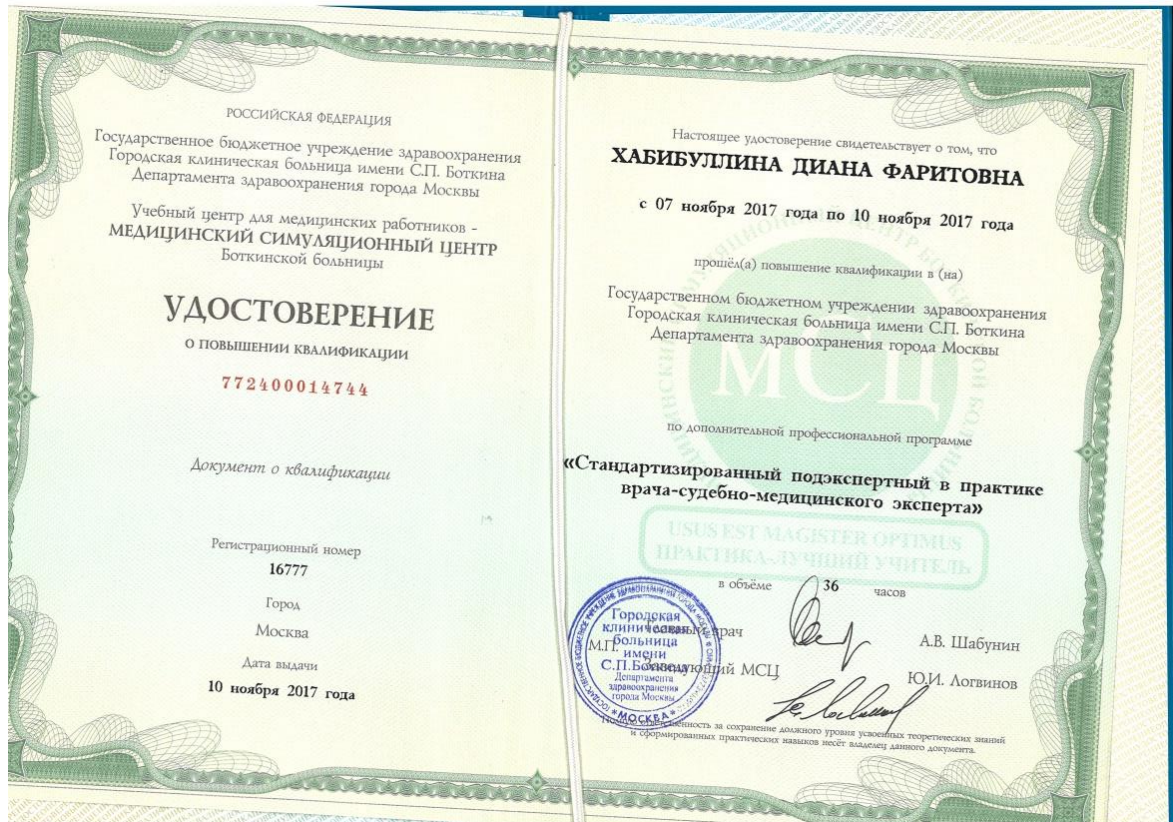 РОССИЙСКАЯ ФЕДЕРАЦИЯ
Государственное бюджетное учреждение здравоохранения
Городская клиническая больница имени С.П. Боткина
Департамента здравоохранения города Москвы
Учебный центр для медицинских работников -
МЕДИЦИНСКИЙ СИМУЛЯЦИОННЫЙ ЦЕНТР
Боткинской больницы
УДОСТОВЕРЕНИЕ
О ПОВЫШЕНИИ КВАЛИФИКАЦИИ
772400014744
Документ о квалификации
Регистрационный номер
16777
Город
Москва
Дата выдачи
10 ноября 2017 года
Настоящее удостоверение свидетельствует о том, что
ХАБИБУЛЛИНА ДИАНА ФАРИТОВНА
с 07 ноября 2017 года по 10 ноября 2017 года
прошёл(а) повышение квалификации в (на)
Государственном бюджетном учреждении здравоохранения
Городская клиническая больница имени С.П. Боткина
Департамента здравоохранения города Москвы
МСЦ
по дополнительной профессиональной программе
«Стандартизированный подэкспертный в практике
врача-судебно-медицинского эксперта»
USUS EST MAGISTER OPTIMUS
ПРАКТИКА-ЛУЧШИЙ УЧИТЕЛЬ
в объёме 36 часов
Главный врач А.В. Шабунин
М.П.
Заведующий МСЦ Ю.И. Логвинов
Городская
клиническая
больница
имени
С.П.Боткина
Департамента
здравоохранения
города Москвы
*МОСКВА*
Полную ответственность за сохранение должного уровня усвоенных теоретических знаний
и сформированных практических навыков несёт владелец данного документа.